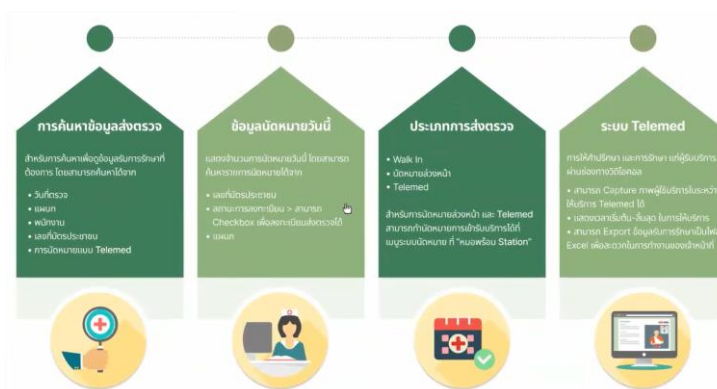 การค้นหาข้อมูลส่งตรวจ
สำหรับการค้นหาเพื่อดูข้อมูลรับการรักษาที่
ต้องการ โดยสามารถค้นหาได้จาก
• วันที่ตรวจ
• แผนก
• พนักงาน
• เลขที่บัตรประชาชน
• การนัดหมายแบบ Telemed
ข้อมูลนัดหมายวันนี้
แสดงจำนวนการนัดหมายวันนี้ โดยสามารถ
ค้นหารายการนัดหมายได้จาก
• เลขที่บัตรประชาชน
• สถานะการลงทะเบียน > สามารถ
Checkbox เพื่อลงทะเบียนส่งตรวจได้
• แผนก
ประเภทการส่งตรวจ
• Walk In
• นัดหมายล่วงหน้า
• Telemed
สำหรับการนัดหมายล่วงหน้า และ Telemed
สามารถทำนัดหมายการเข้ารับบริการได้ที่
เมนูระบบนัดหมาย ที่ "หมอพร้อม Station"
ระบบ Telemed
การให้คำปรึกษา และการรักษา แก่ผู้รับบริการ
ผ่านช่องทางวิดีโอคอล
• สามารถ Capture ภาพผู้ใช้บริการในระหว่า
ให้บริการ Telemed ได้
• แสดงเวลาเริ่มต้น-สิ้นสุด ในการให้บริการ
• สามารถ Export ข้อมูลรับการรักษาเป็นไฟล
Excel เพื่อสะดวกในการทำงานของเจ้าหน้าที่